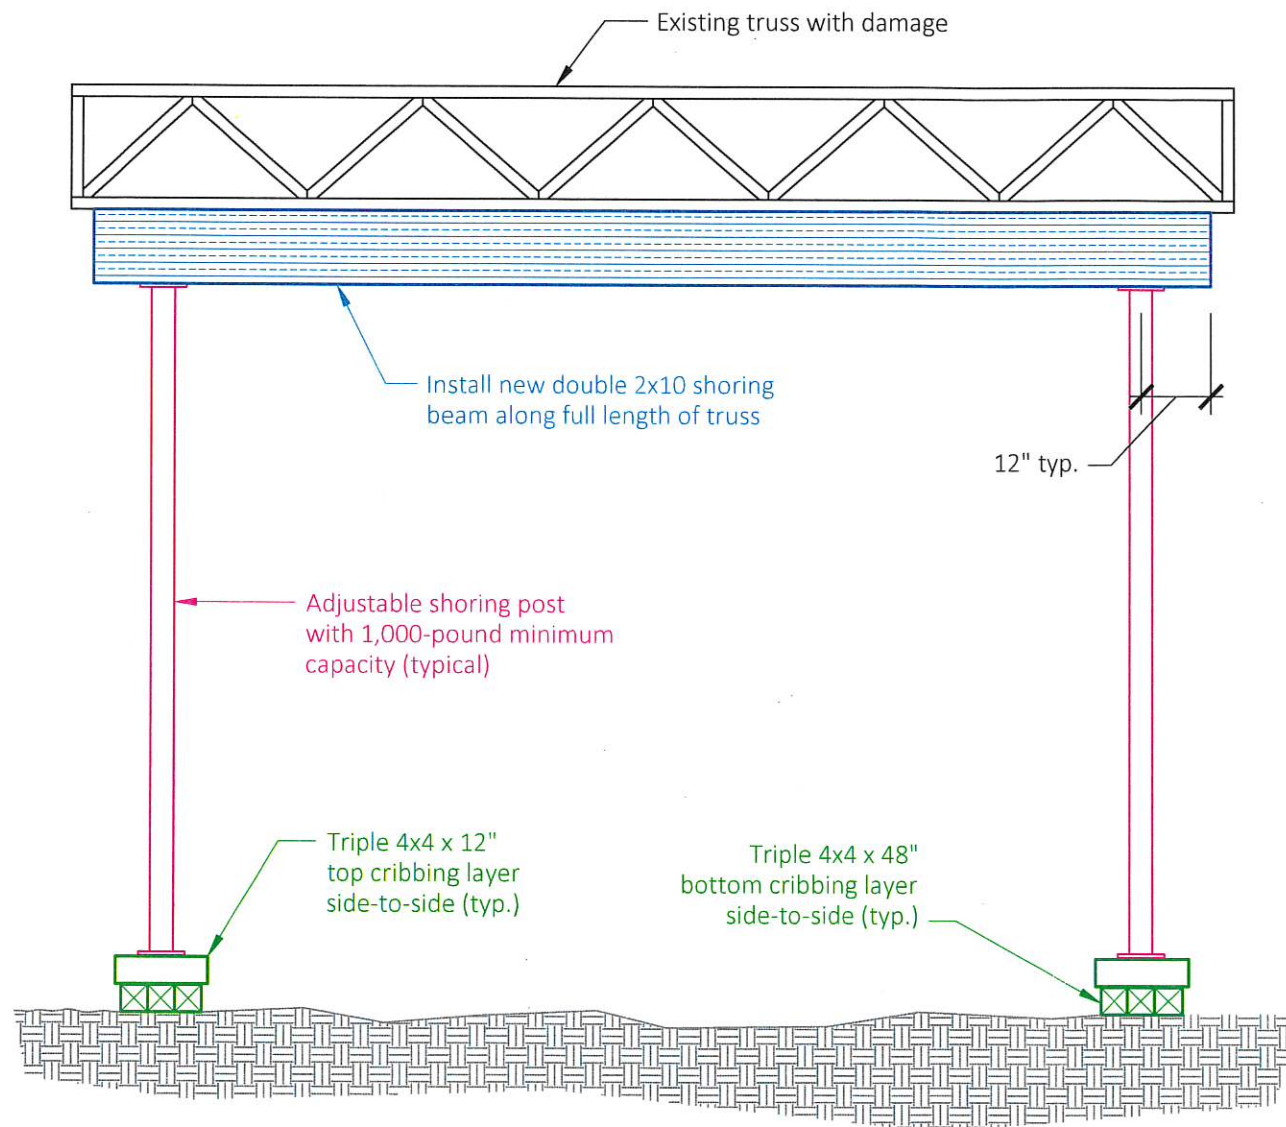 Existing truss with damage
Install new double 2x10 shoring
beam along full length of truss
12" typ.
Adjustable shoring post
with 1,000-pound minimum
capacity (typical)
Triple 4x4 x 12"
top cribbing layer
side-to-side (typ.)
Triple 4x4 x 48"
bottom cribbing layer
side-to-side (typ.)